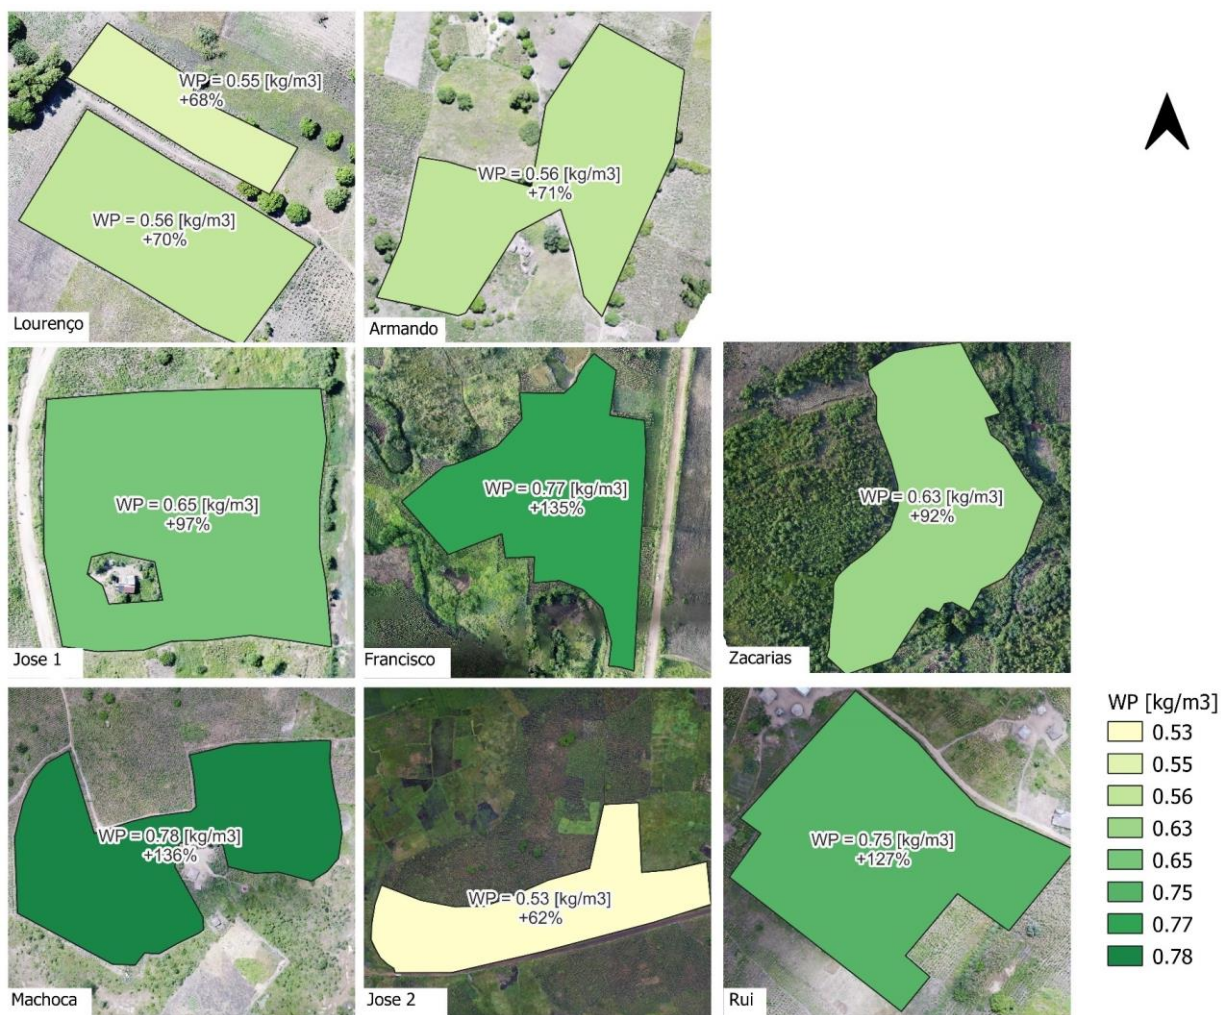 WP = 0.55 [kg/m3]
+68%
WP = 0.56 [kg/m3]
+70%
Lourenço
WP = 0.56 [kg/m3]
+71%
Armando
WP = 0.65 [kg/m3]
+97%
Jose 1
WP = 0.77 [kg/m3]
+135%
Francisco
WP = 0.63 [kg/m3]
+92%
Zacarias
WP = 0.78 [kg/m3]
+136%
Machoca
WP = 0.53 [kg/m3]
+62%
Jose 2
WP = 0.75 [kg/m3]
+127%
Rui
WP [kg/m3]
0.53
0.55
0.56
0.63
0.65
0.75
0.77
0.78